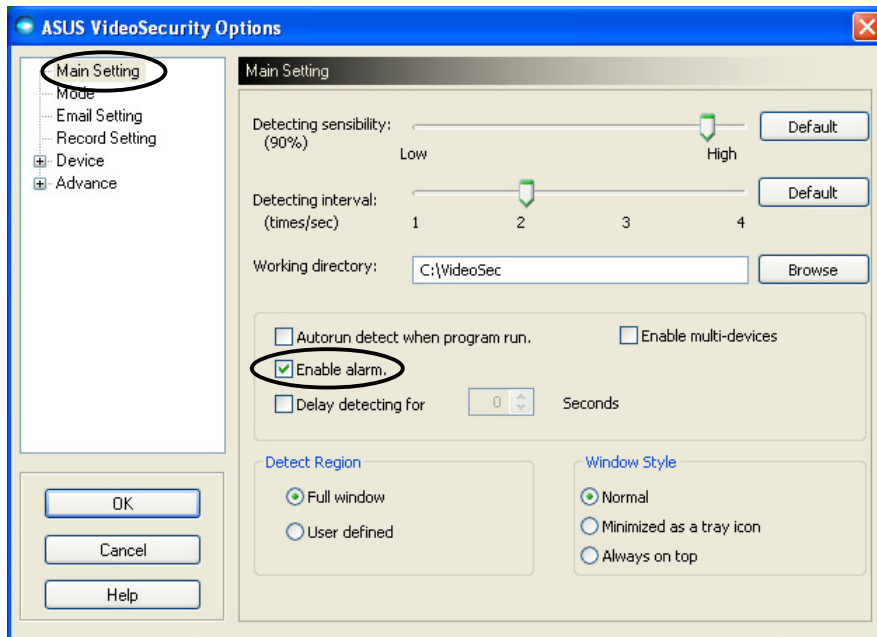 ASUS VideoSecurity Options
Main Setting
Mode
Email Setting
Record Setting
Device
Advance
OK
Cancel
Help
Main Setting
Detecting sensibility:
(90%)
Low
High
Default
Detecting interval:
(times/sec)
1 2 3 4
Default
Working directory:
C:\VideoSec
Browse
Autorun detect when program run.
Enable multi-devices
Enable alarm.
Delay detecting for 0 Seconds
Detect Region
Full window
User defined
Window Style
Normal
Minimized as a tray icon
Always on top